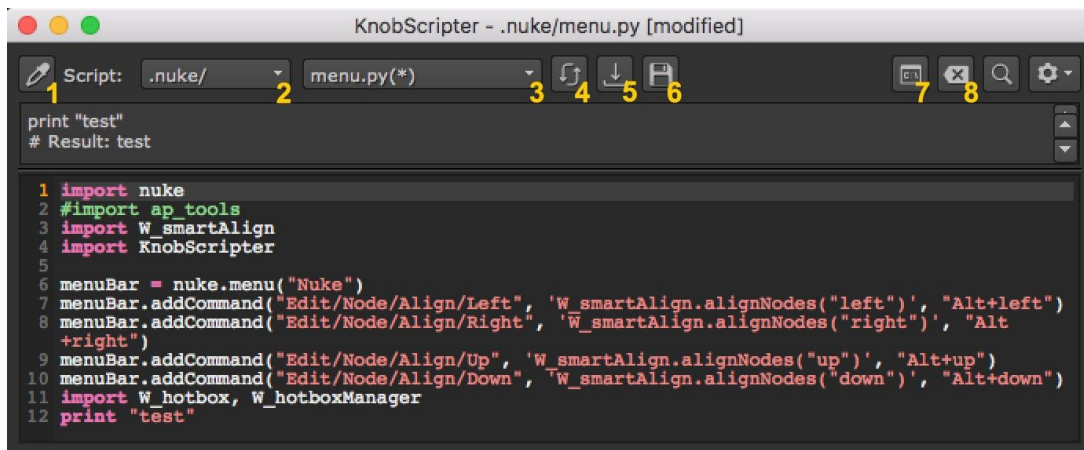 KnobScripter - .nuke/menu.py [modified]
Script: .nuke/ menu.py(*)
1 2 3 4 5 6 7 8
print "test"
# Result: test
1 import nuke
2 #import ap_tools
3 import W_smartAlign
4 import KnobScripter
5
6 menuBar = nuke.menu("Nuke")
7 menuBar.addCommand("Edit/Node/Align/Left", 'W_smartAlign.alignNodes("left")', "Alt+left")
8 menuBar.addCommand("Edit/Node/Align/Right", 'W_smartAlign.alignNodes("right")', "Alt
+right")
9 menuBar.addCommand("Edit/Node/Align/Up", 'W_smartAlign.alignNodes("up")', "Alt+up")
10 menuBar.addCommand("Edit/Node/Align/Down", 'W_smartAlign.alignNodes("down")', "Alt+down")
11 import W_hotbox, W_hotboxManager
12 print "test"